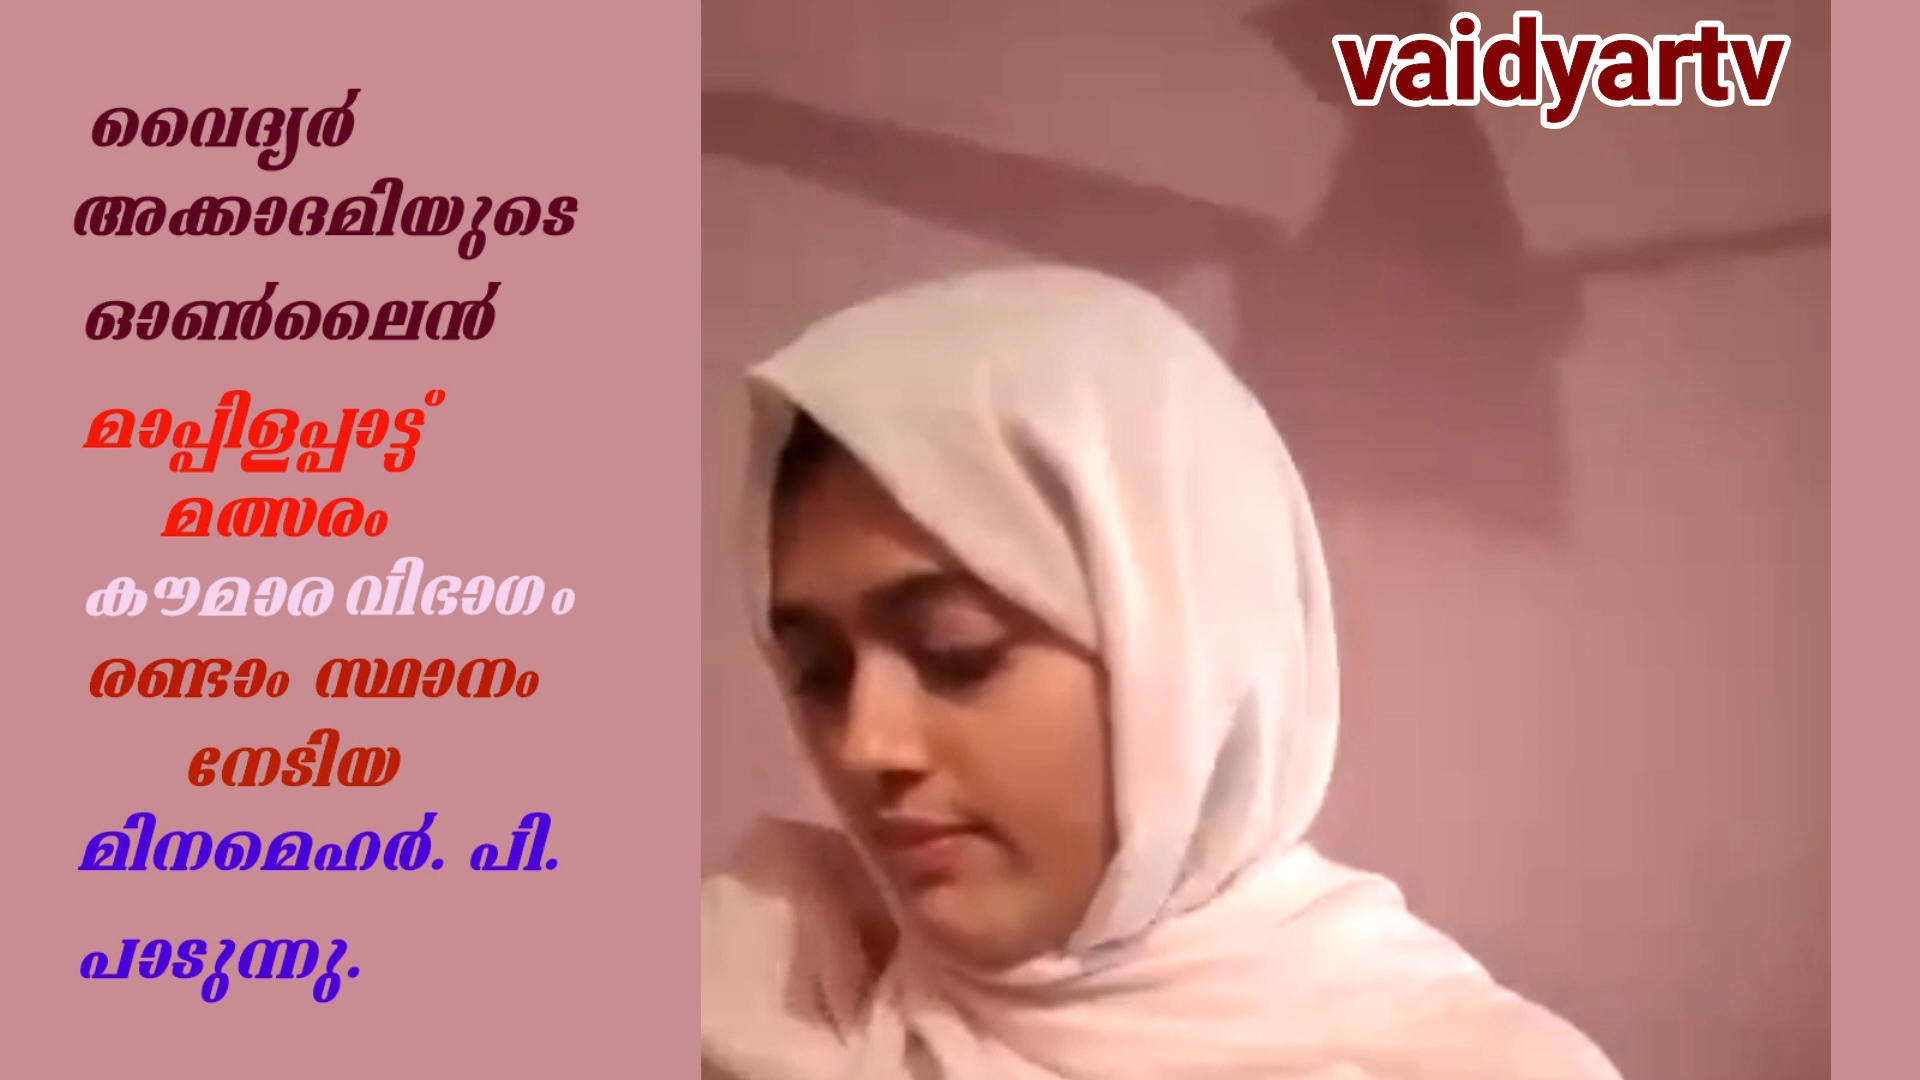 vaidyartv
വൈദ്യർ
അക്കാദമിയുടെ
ഓൺലൈൻ
മാപ്പിളപ്പാട്ട്
മത്സരം
കൗമാര വിഭാഗം
രണ്ടാം സ്ഥാനം
നേടിയ
മിനമെഹർ. പി.
പാടുന്നു.